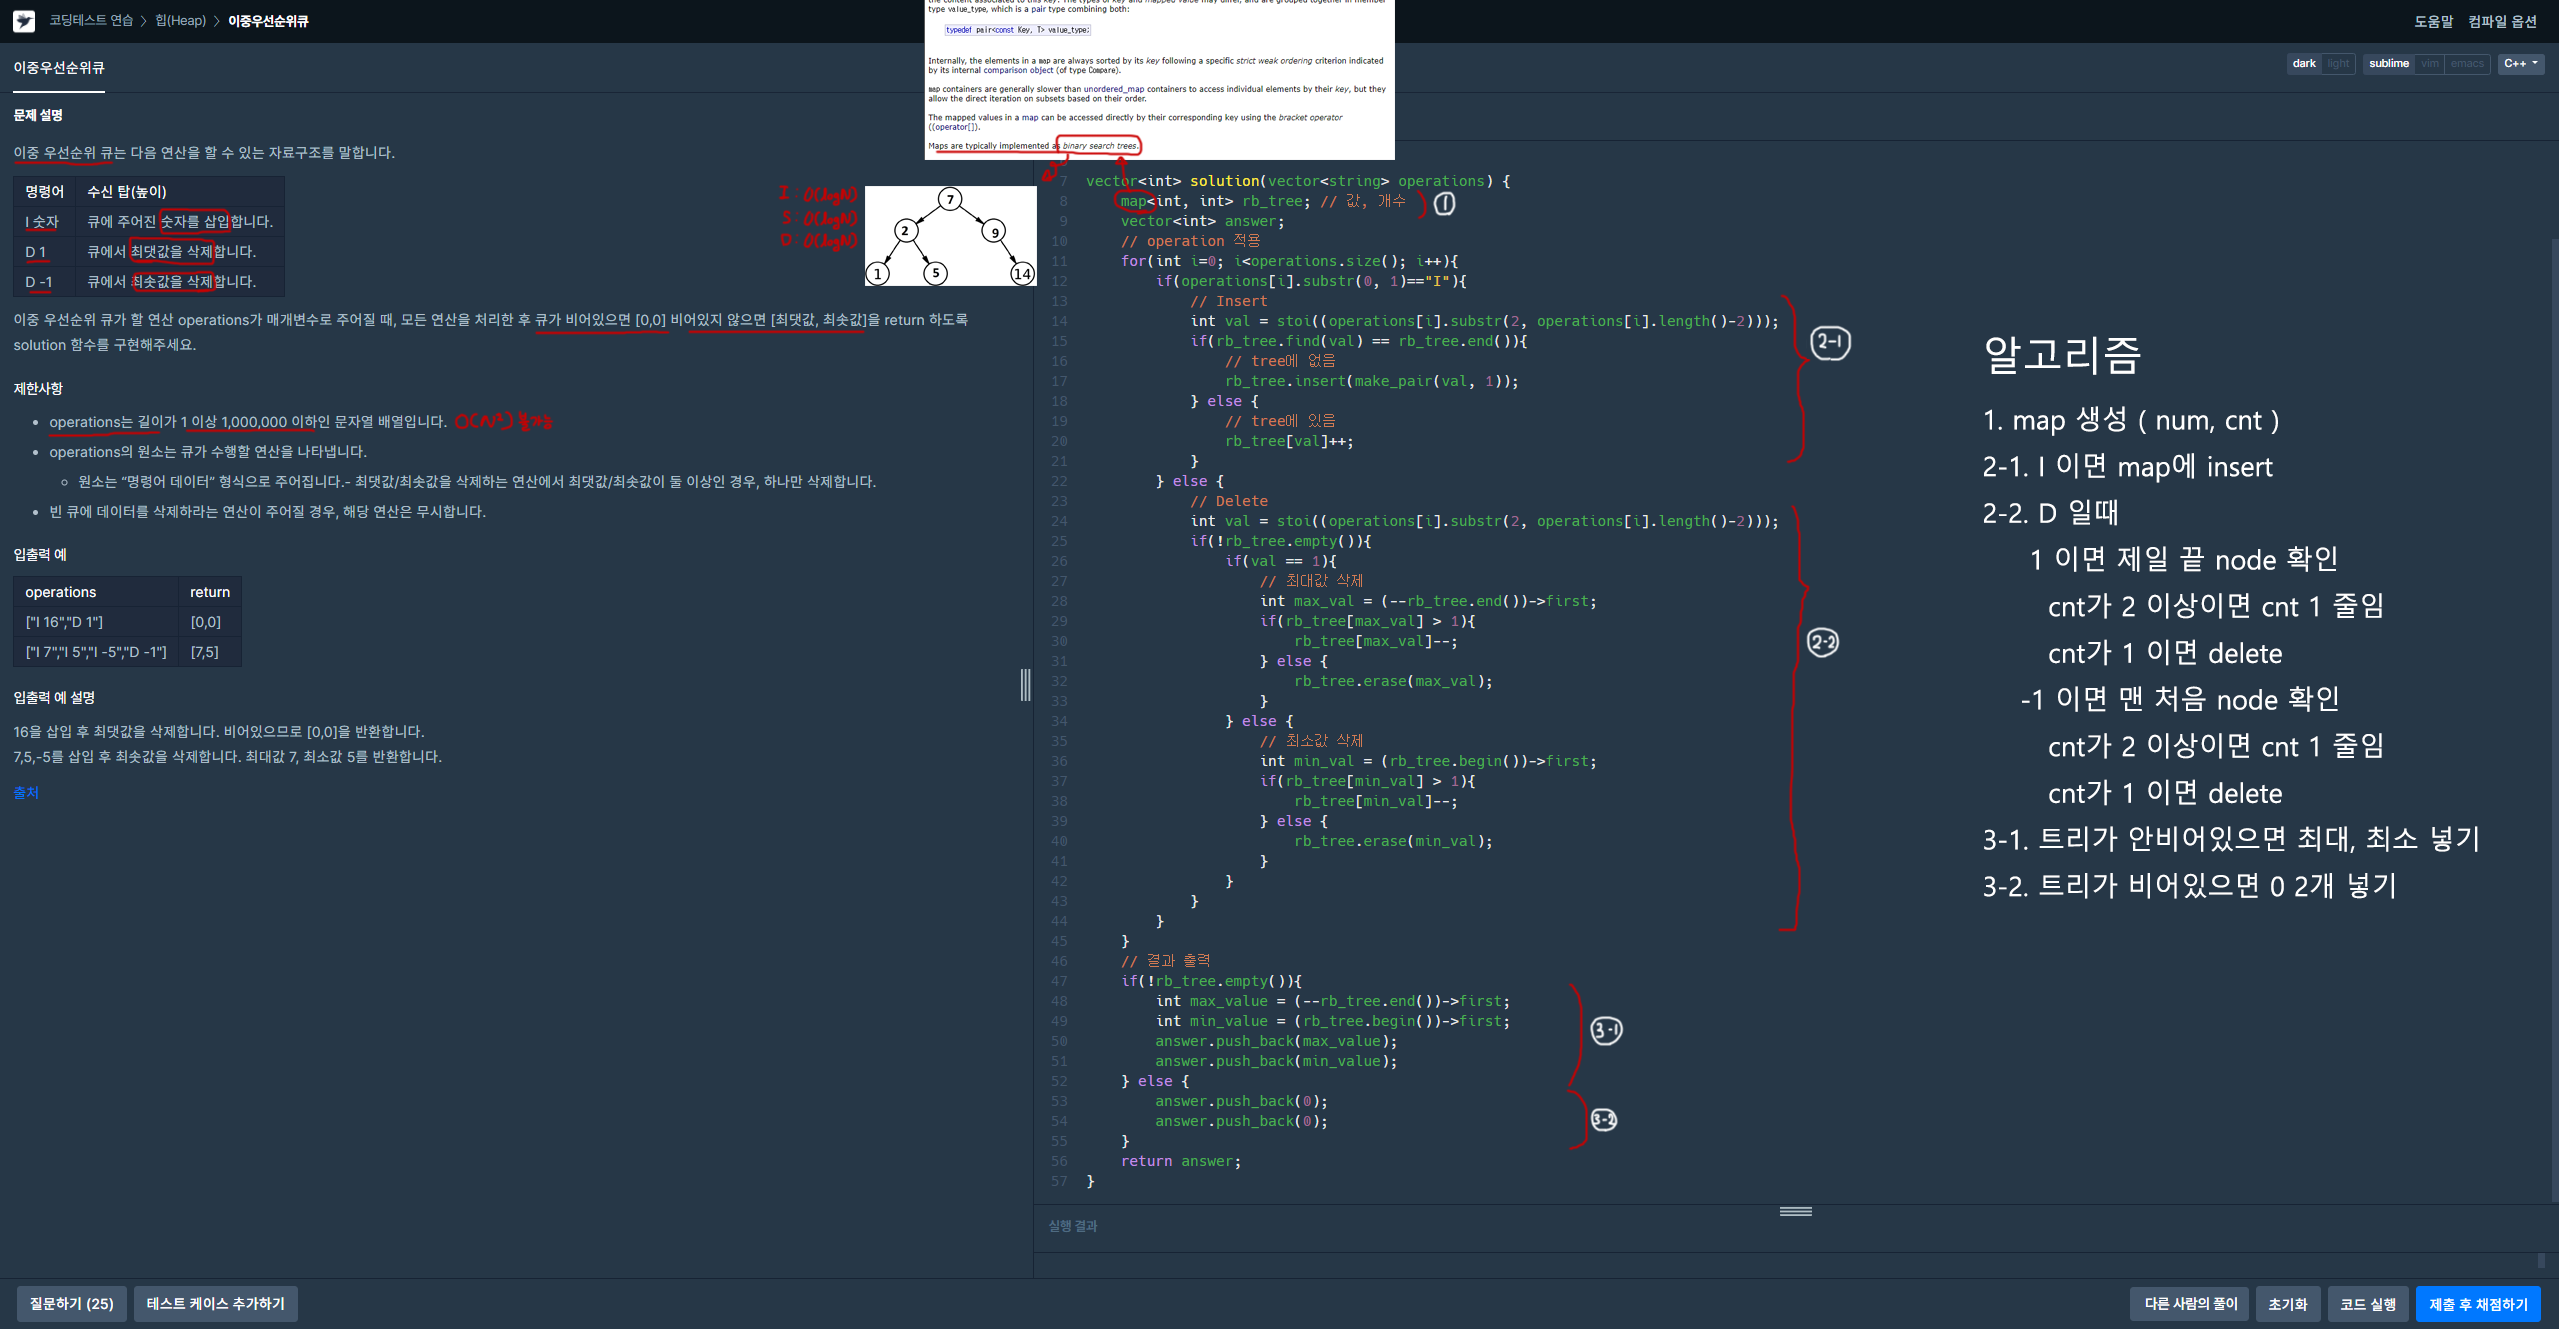 코딩테스트 연습 > 힙(Heap) > 이중우선순위큐
도움말 컴파일 옵션
이중우선순위큐
dark light sublime vim emacs C++
문제 설명
이중 우선순위 큐는 다음 연산을 할 수 있는 자료구조를 말합니다.
명령어 수신 탑(높이)
I 숫자 큐에 주어진 숫자를 삽입합니다.
D 1 큐에서 최댓값을 삭제합니다.
D -1 큐에서 최솟값을 삭제합니다.
I : O(logN)
S : O(logN)
D : O(logN)
7
2 9
1 5 14
이중 우선순위 큐가 할 연산 operations가 매개변수로 주어질 때, 모든 연산을 처리한 후 큐가 비어있으면 [0,0] 비어있지 않으면 [최댓값, 최솟값]을 return 하도록
solution 함수를 구현해주세요.
제한사항
• operations는 길이가 1 이상 1,000,000 이하인 문자열 배열입니다. O(N²) 불가능
• operations의 원소는 큐가 수행할 연산을 나타냅니다.
◦ 원소는 “명령어 데이터” 형식으로 주어집니다.- 최댓값/최솟값을 삭제하는 연산에서 최댓값/최솟값이 둘 이상인 경우, 하나만 삭제합니다.
• 빈 큐에 데이터를 삭제하라는 연산이 주어질 경우, 해당 연산은 무시합니다.
입출력 예
operations return
["I 16","D 1"] [0,0]
["I 7","I 5","I -5","D -1"] [7,5]
입출력 예 설명
16을 삽입 후 최댓값을 삭제합니다. 비어있으므로 [0,0]을 반환합니다.
7,5,-5를 삽입 후 최솟값을 삭제합니다. 최대값 7, 최소값 5를 반환합니다.
출처
type value_type, which is a pair type combining both:
typedef pair<const Key, T> value_type;
Internally, the elements in a map are always sorted by its key following a specific strict weak ordering criterion indicated
by its internal comparison object (of type Compare).
map containers are generally slower than unordered_map containers to access individual elements by their key, but they
allow the direct iteration on subsets based on their order.
The mapped values in a map can be accessed directly by their corresponding key using the bracket operator
((operator[]).
Maps are typically implemented as binary search trees.
7 vector<int> solution(vector<string> operations) {
8 map<int, int> rb_tree; // 값, 개수 1
9 vector<int> answer;
10 // operation 적용
11 for(int i=0; i<operations.size(); i++){
12 if(operations[i].substr(0, 1)=="I"){
13 // Insert
14 int val = stoi((operations[i].substr(2, operations[i].length()-2)));
15 if(rb_tree.find(val) == rb_tree.end()){
16 // tree에 없음
17 rb_tree.insert(make_pair(val, 1));
18 } else {
19 // tree에 있음
20 rb_tree[val]++;
21 }
22 } else {
23 // Delete
24 int val = stoi((operations[i].substr(2, operations[i].length()-2)));
25 if(!rb_tree.empty()){
26 if(val == 1){
27 // 최대값 삭제
28 int max_val = (--rb_tree.end())->first;
29 if(rb_tree[max_val] > 1){
30 rb_tree[max_val]--;
31 } else {
32 rb_tree.erase(max_val);
33 }
34 } else {
35 // 최소값 삭제
36 int min_val = (rb_tree.begin())->first;
37 if(rb_tree[min_val] > 1){
38 rb_tree[min_val]--;
39 } else {
40 rb_tree.erase(min_val);
41 }
42 }
43 }
44 }
45 }
46 // 결과 출력
47 if(!rb_tree.empty()){
48 int max_value = (--rb_tree.end())->first;
49 int min_value = (rb_tree.begin())->first;
50 answer.push_back(max_value);
51 answer.push_back(min_value);
52 } else {
53 answer.push_back(0);
54 answer.push_back(0);
55 }
56 return answer;
57 }
2-1
2-2
3-1
3-2
알고리즘
1. map 생성 ( num, cnt )
2-1. I 이면 map에 insert
2-2. D 일때
1 이면 제일 끝 node 확인
cnt가 2 이상이면 cnt 1 줄임
cnt가 1 이면 delete
-1 이면 맨 처음 node 확인
cnt가 2 이상이면 cnt 1 줄임
cnt가 1 이면 delete
3-1. 트리가 안비어있으면 최대, 최소 넣기
3-2. 트리가 비어있으면 0 2개 넣기
실행 결과
질문하기 (25) 테스트 케이스 추가하기
다른 사람의 풀이 초기화 코드 실행 제출 후 채점하기